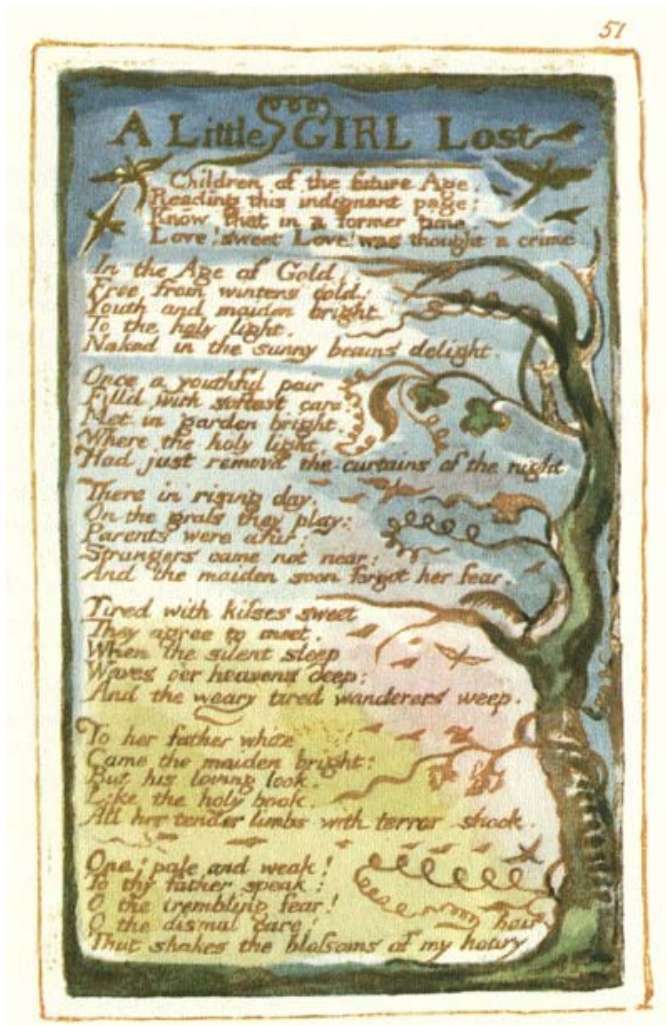 51
A Little GIRL Lost
Children of the future Age,
Reading this indignant page:
Know that in a former time,
Love! sweet Love! was thought a crime
In the Age of Gold,
Free from winters cold:
Youth and maiden bright,
To the holy light,
Naked in the sunny beams delight.
Once a youthful pair
Fill'd with softest care:
Met in garden bright,
Where the holy light,
Had just removd the curtains of the night
There in rising day,
On the grass they play:
Parents were afar:
Strangers came not near:
And the maiden soon forgot her fear.
Tired with kisses sweet
They agree to meet,
When the silent sleep
Waves o'er heavens deep:
And the weary tired wanderers weep.
To her father white
Came the maiden bright:
But his loving look,
Like the holy book,
All her tender limbs with terror shook.
Ona! pale and weak!
To thy father speak:
O the trembling fear!
O the dismal care!
That shakes the blossoms of my hoary
hair